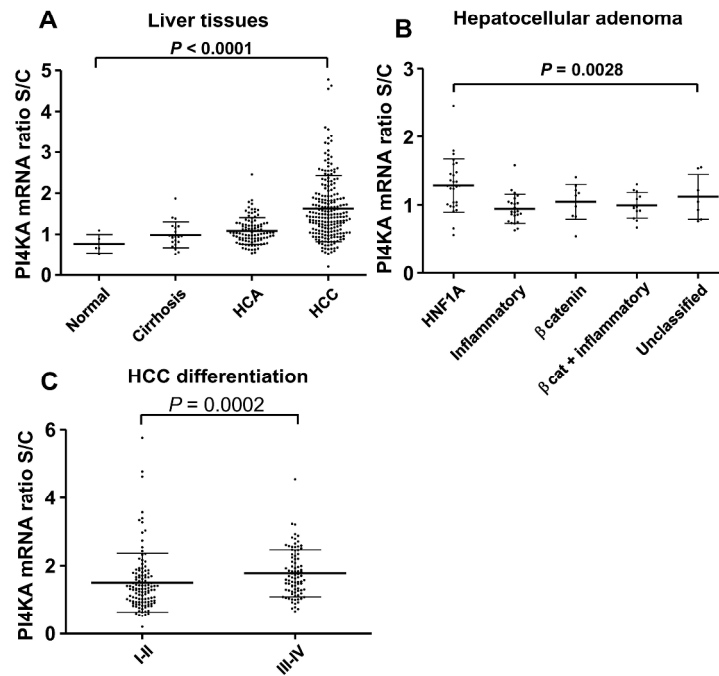 A
Liver tissues
P < 0.0001
PI4KA mRNA ratio S/C
5
4
3
2
1
0
Normal
Cirrhosis
HCA
HCC
B
Hepatocellular adenoma
P = 0.0028
PI4KA mRNA ratio S/C
3
2
1
0
HNF1A
Inflammatory
β catenin
β cat + inflammatory
Unclassified
C
HCC differentiation
P = 0.0002
PI4KA mRNA ratio S/C
6
4
2
0
I-II
III-IV